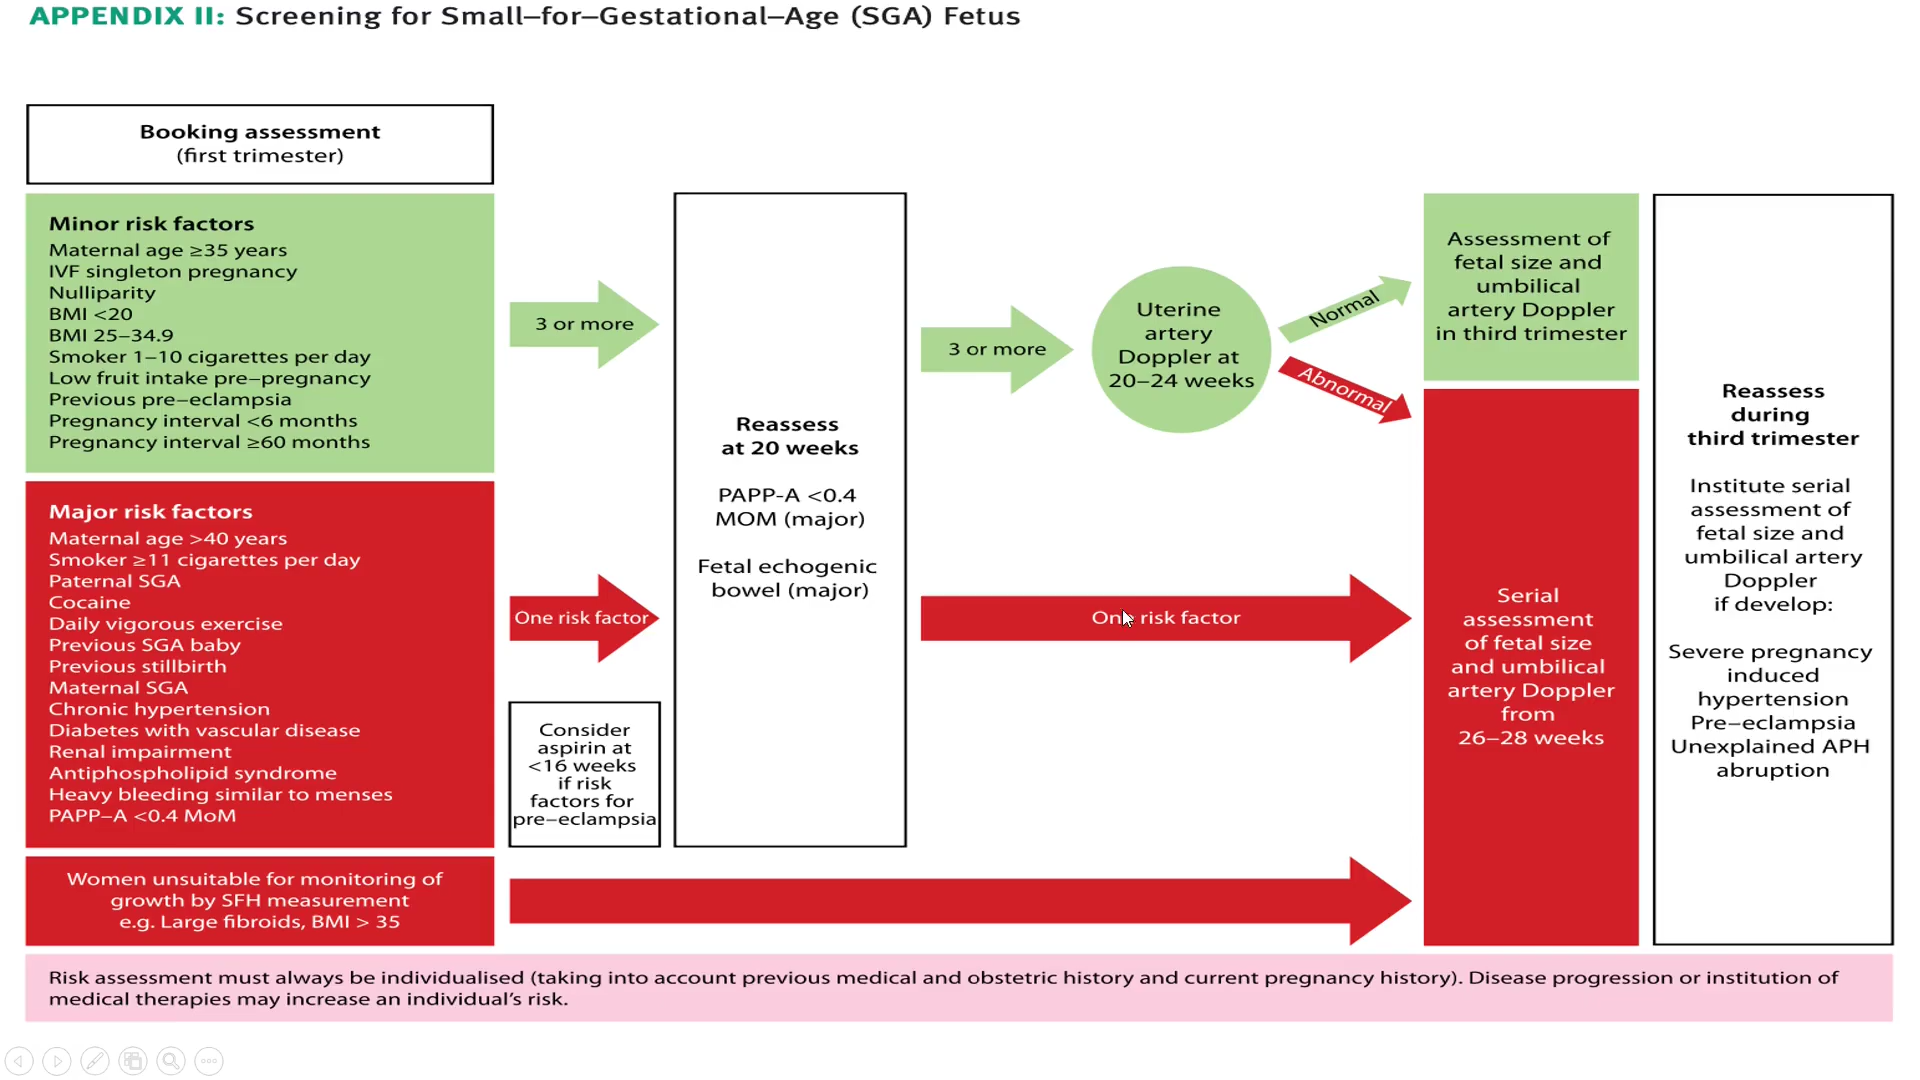 APPENDIX II: Screening for Small–for–Gestational–Age (SGA) Fetus
Booking assessment
(first trimester)
Minor risk factors
Maternal age ≥35 years
IVF singleton pregnancy
Nulliparity
BMI <20
BMI 25–34.9
Smoker 1–10 cigarettes per day
Low fruit intake pre–pregnancy
Previous pre–eclampsia
Pregnancy interval <6 months
Pregnancy interval ≥60 months
Major risk factors
Maternal age >40 years
Smoker ≥11 cigarettes per day
Paternal SGA
Cocaine
Daily vigorous exercise
Previous SGA baby
Previous stillbirth
Maternal SGA
Chronic hypertension
Diabetes with vascular disease
Renal impairment
Antiphospholipid syndrome
Heavy bleeding similar to menses
PAPP–A <0.4 MoM
Women unsuitable for monitoring of
growth by SFH measurement
e.g. Large fibroids, BMI > 35
3 or more
One risk factor
Consider
aspirin at
<16 weeks
if risk
factors for
pre–eclampsia
Reassess
at 20 weeks
PAPP-A <0.4
MOM (major)
Fetal echogenic
bowel (major)
3 or more
Uterine
artery
Doppler at
20–24 weeks
Normal
Abnormal
One risk factor
Assessment of
fetal size and
umbilical
artery Doppler
in third trimester
Serial
assessment
of fetal size
and umbilical
artery Doppler
from
26–28 weeks
Reassess
during
third trimester
Institute serial
assessment of
fetal size and
umbilical artery
Doppler
if develop:
Severe pregnancy
induced
hypertension
Pre–eclampsia
Unexplained APH
abruption
Risk assessment must always be individualised (taking into account previous medical and obstetric history and current pregnancy history). Disease progression or institution of
medical therapies may increase an individual's risk.